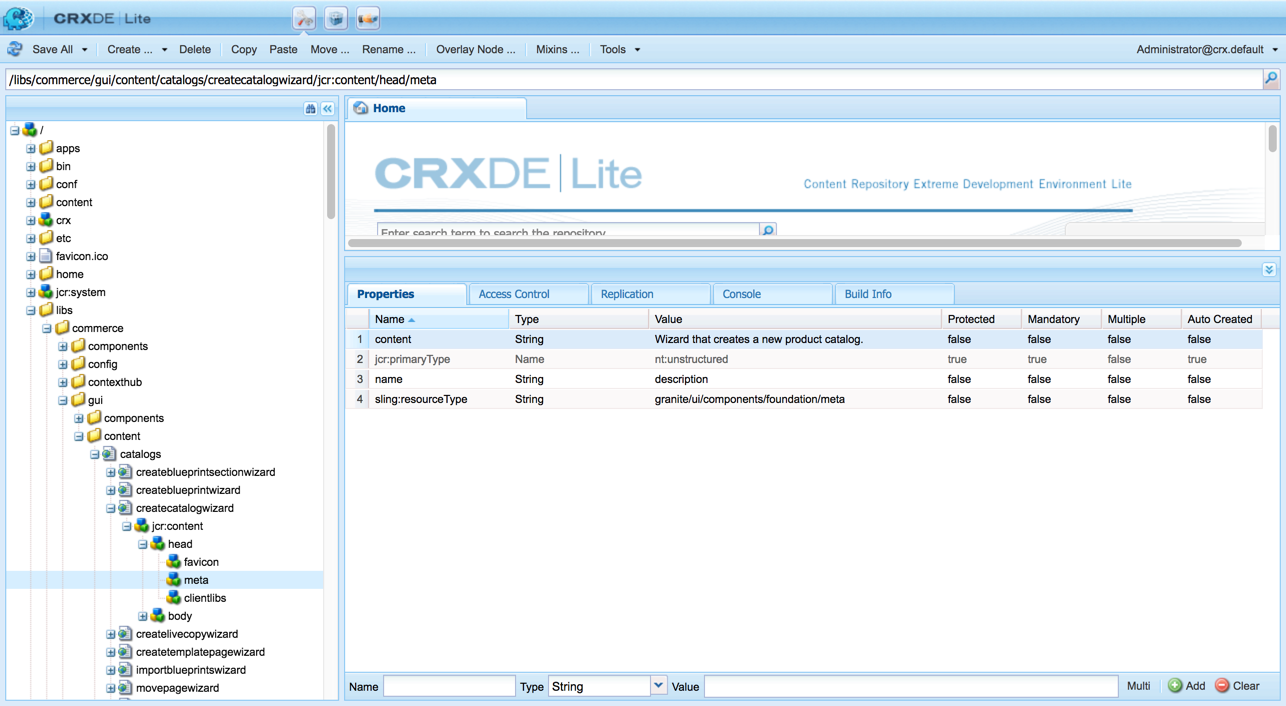 CRXDE | Lite
Save All Create ... Delete Copy Paste Move ... Rename ... Overlay Node ... Mixins ... Tools Administrator@crx.default
/libs/commerce/gui/content/catalogs/createcatalogwizard/jcr:content/head/meta
/
apps
bin
conf
content
crx
etc
favicon.ico
home
jcr:system
libs
commerce
components
config
contexthub
gui
components
content
catalogs
createblueprintsectionwizard
createblueprintwizard
createcatalogwizard
jcr:content
head
favicon
meta
clientlibs
body
createlivecopywizard
createtemplatepagewizard
importblueprintswizard
movepagewizard
Home
CRXDE | Lite
Content Repository Extreme Development Environment Lite
Enter search term to search the repository
Properties Access Control Replication Console Build Info
Name Type Value Protected Mandatory Multiple Auto Created
1 content String Wizard that creates a new product catalog. false false false false
2 jcr:primaryType Name nt:unstructured true true false true
3 name String description false false false false
4 sling:resourceType String granite/ui/components/foundation/meta false false false false
Name Type String Value Multi Add Clear